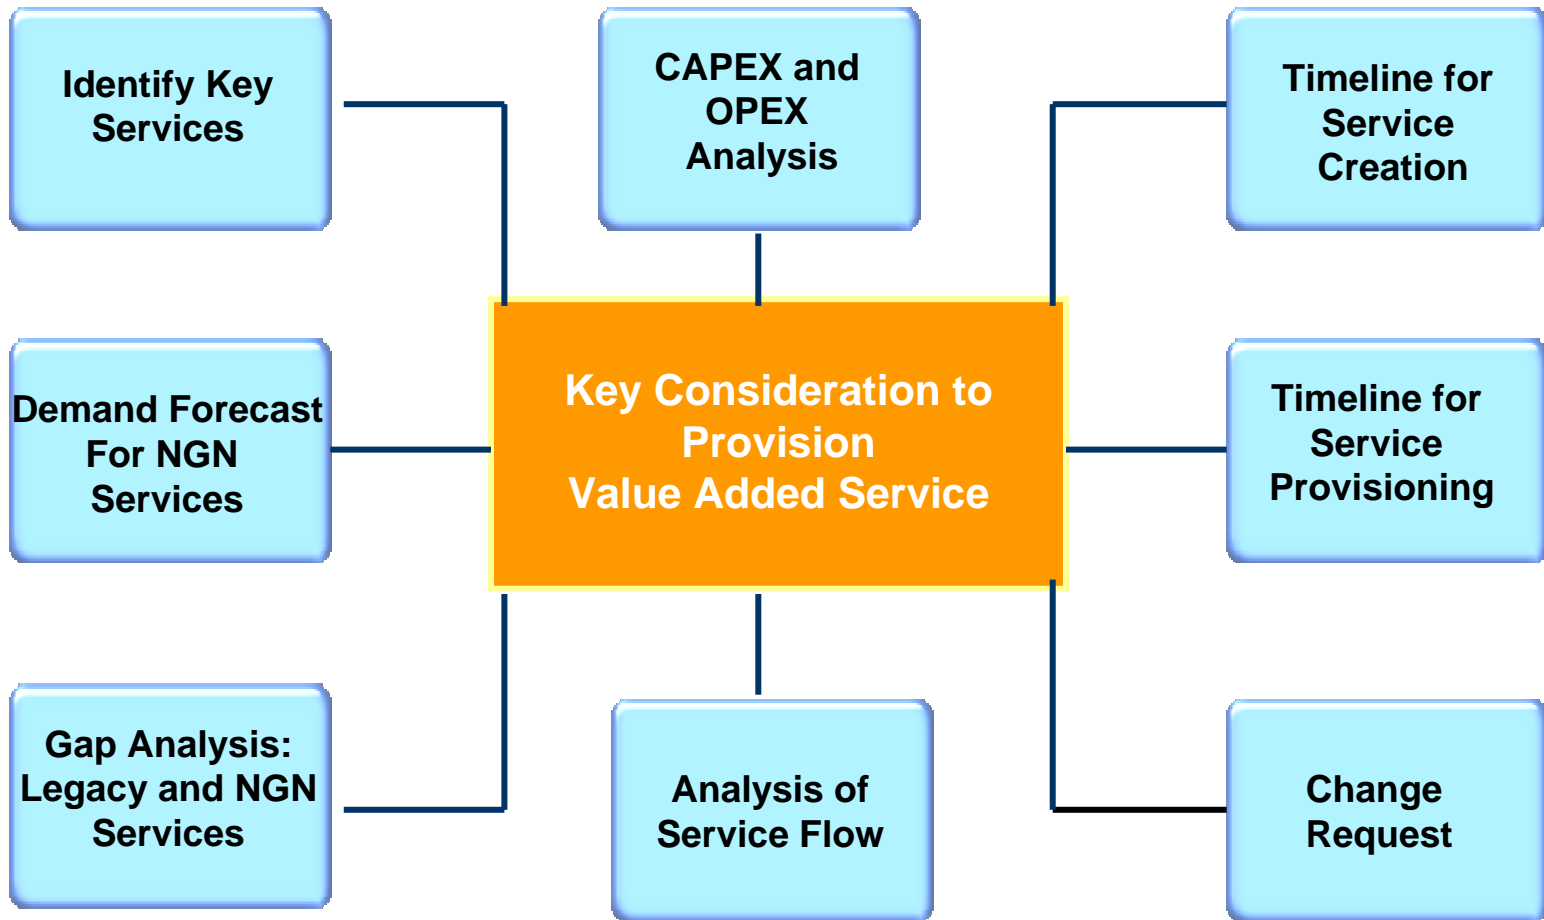 Identify Key
Services
CAPEX and
OPEX
Analysis
Timeline for
Service
Creation
Demand Forecast
For NGN
Services
Key Consideration to
Provision
Value Added Service
Timeline for
Service
Provisioning
Gap Analysis:
Legacy and NGN
Services
Analysis of
Service Flow
Change
Request